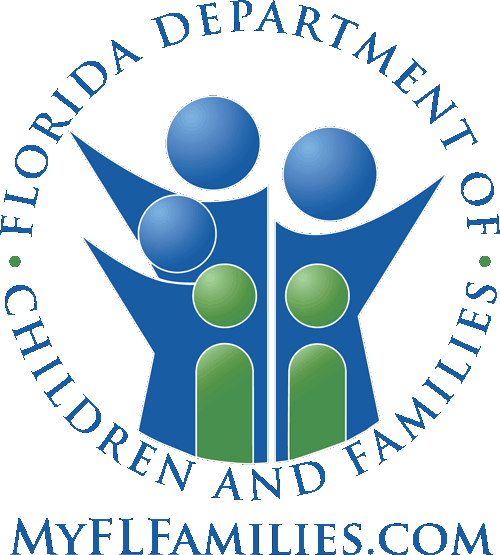 FLORIDA DEPARTMENT OF
• CHILDREN AND FAMILIES •
MYFLFAMILIES.COM